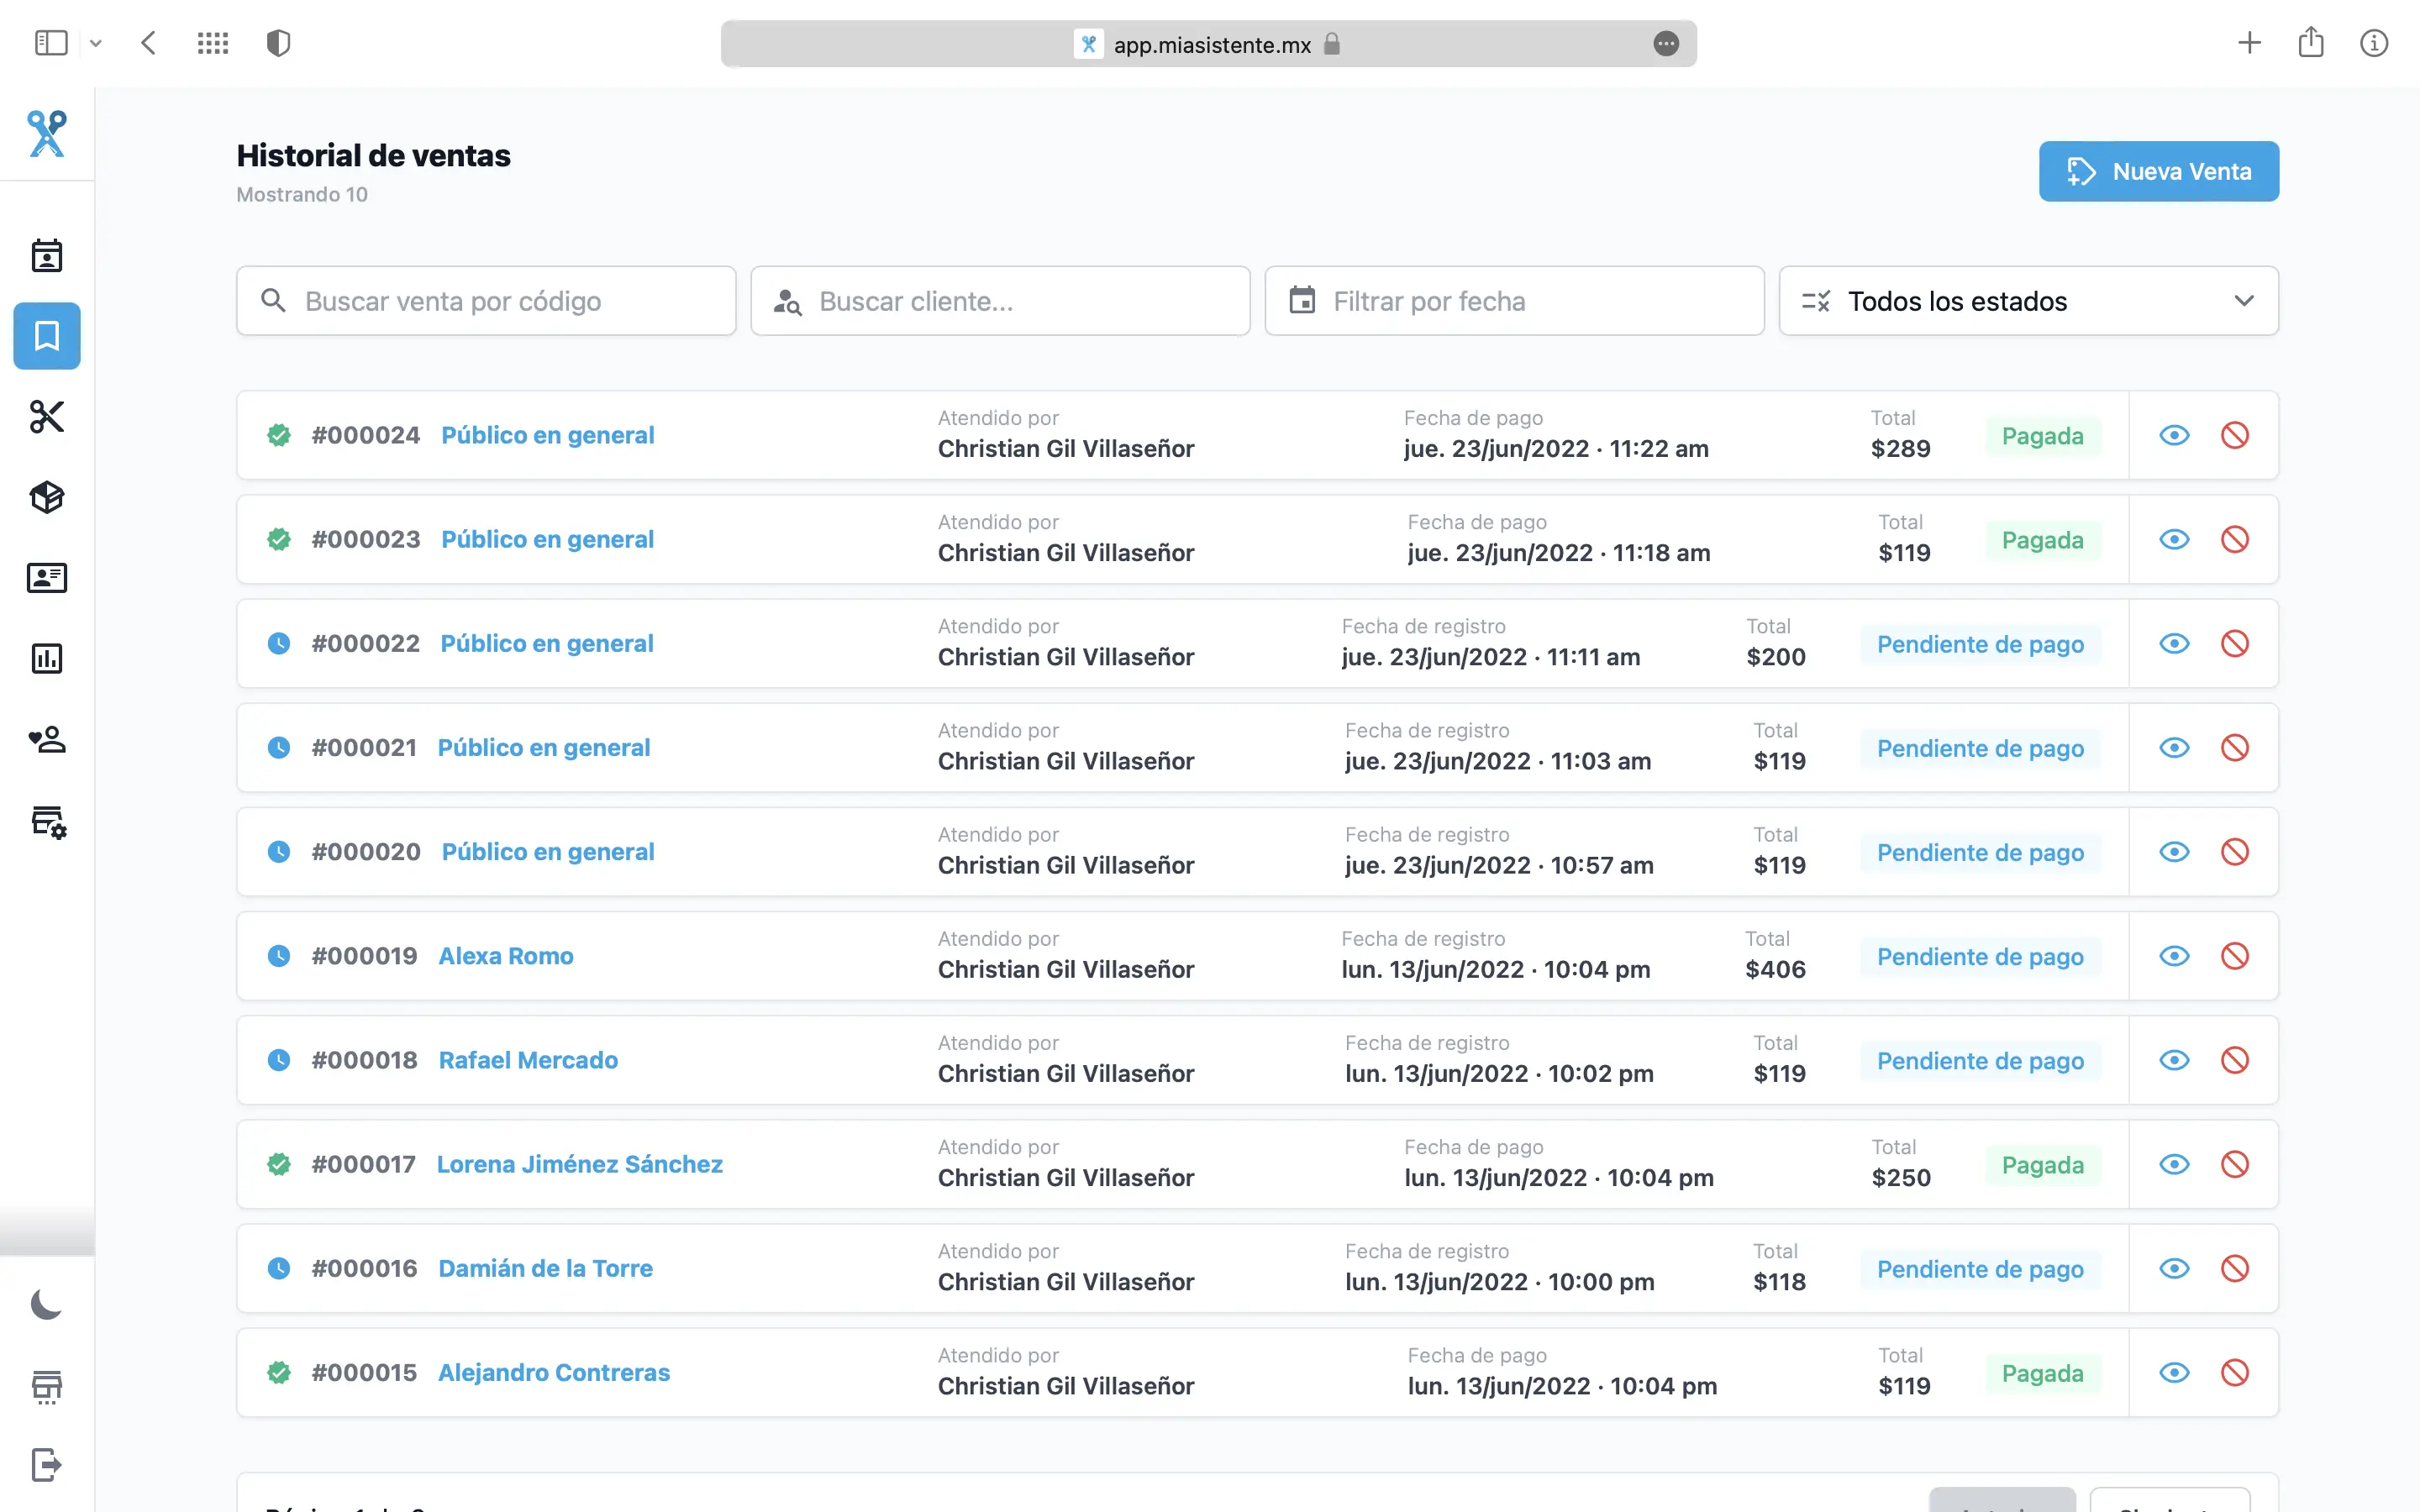 app.miasistente.mx
Historial de ventas
Mostrando 10
Nueva Venta
Buscar venta por código
Buscar cliente...
Filtrar por fecha
Todos los estados
#000024 Público en general
Atendido por
Christian Gil Villaseñor
Fecha de pago
jue. 23/jun/2022 · 11:22 am
Total
$289
Pagada
#000023 Público en general
Atendido por
Christian Gil Villaseñor
Fecha de pago
jue. 23/jun/2022 · 11:18 am
Total
$119
Pagada
#000022 Público en general
Atendido por
Christian Gil Villaseñor
Fecha de registro
jue. 23/jun/2022 · 11:11 am
Total
$200
Pendiente de pago
#000021 Público en general
Atendido por
Christian Gil Villaseñor
Fecha de registro
jue. 23/jun/2022 · 11:03 am
Total
$119
Pendiente de pago
#000020 Público en general
Atendido por
Christian Gil Villaseñor
Fecha de registro
jue. 23/jun/2022 · 10:57 am
Total
$119
Pendiente de pago
#000019 Alexa Romo
Atendido por
Christian Gil Villaseñor
Fecha de registro
lun. 13/jun/2022 · 10:04 pm
Total
$406
Pendiente de pago
#000018 Rafael Mercado
Atendido por
Christian Gil Villaseñor
Fecha de registro
lun. 13/jun/2022 · 10:02 pm
Total
$119
Pendiente de pago
#000017 Lorena Jiménez Sánchez
Atendido por
Christian Gil Villaseñor
Fecha de pago
lun. 13/jun/2022 · 10:04 pm
Total
$250
Pagada
#000016 Damián de la Torre
Atendido por
Christian Gil Villaseñor
Fecha de registro
lun. 13/jun/2022 · 10:00 pm
Total
$118
Pendiente de pago
#000015 Alejandro Contreras
Atendido por
Christian Gil Villaseñor
Fecha de pago
lun. 13/jun/2022 · 10:04 pm
Total
$119
Pagada